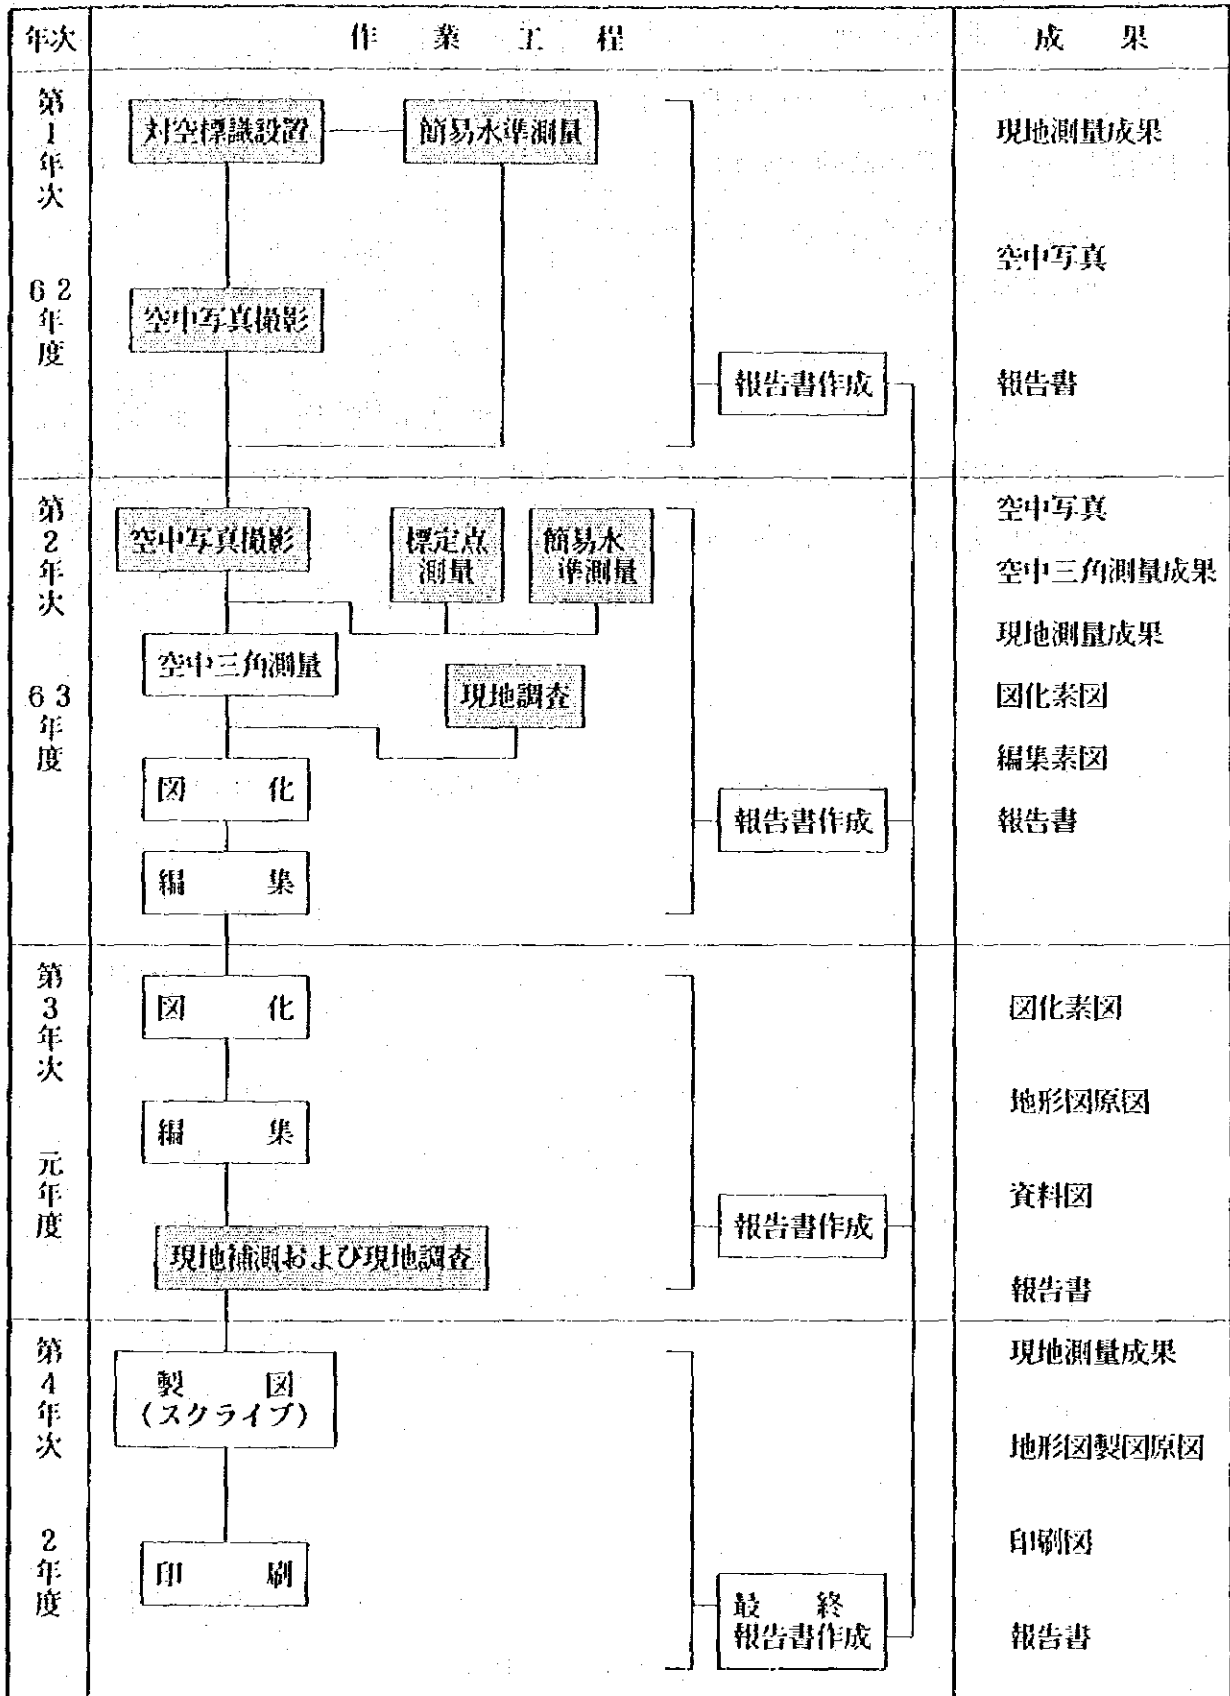 年次 作業工程 成果
第1年次 62年度
対空標識設置 簡易水準測量
空中写真撮影
報告書作成
現地測量成果
空中写真
報告書
第2年次 63年度
空中写真撮影
標定点
測量
簡易水
準測量
空中三角測量
現地調査
図化
編集
報告書作成
空中写真
空中三角測量成果
現地測量成果
図化素図
編集素図
報告書
第3年次 元年度
図化
編集
現地補測および現地調査
報告書作成
図化素図
地形図原図
資料図
報告書
第4年次 2年度
製図
(スクライブ)
印刷
最終
報告書作成
現地測量成果
地形図製図原図
印刷図
報告書